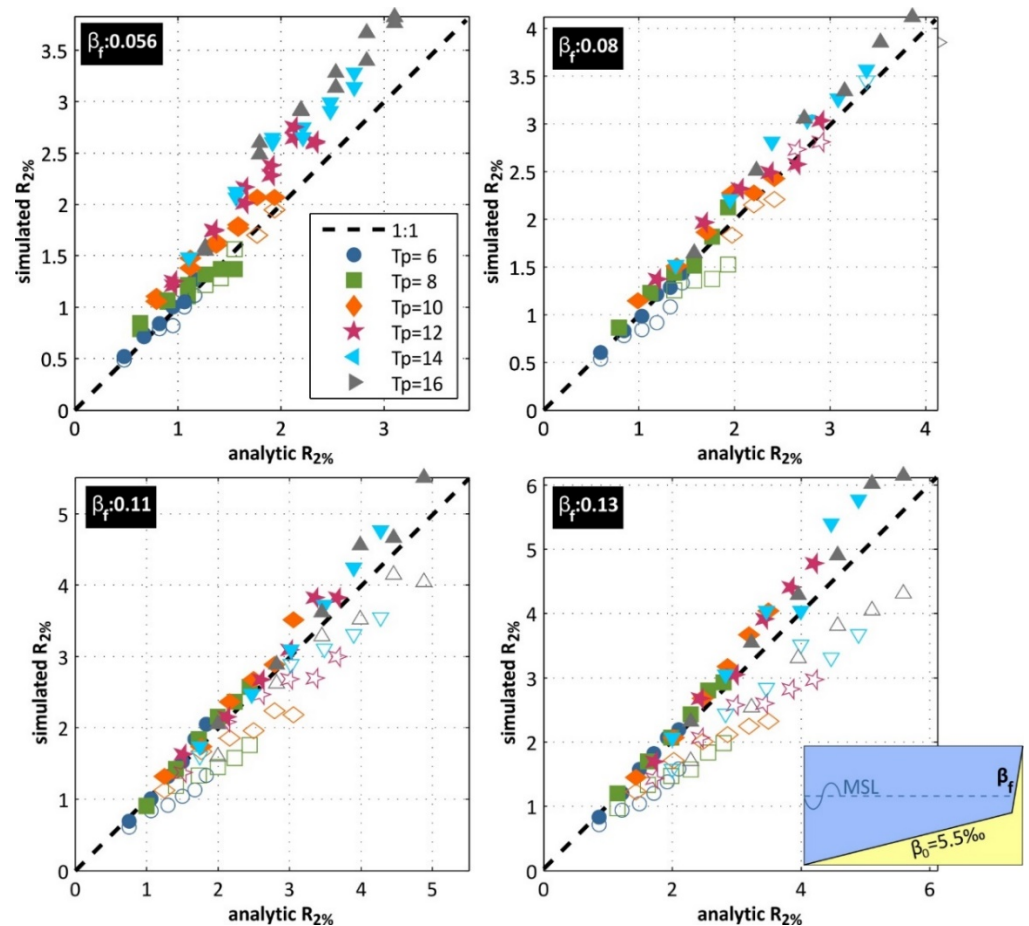 βf:0.056
3.5
3
2.5
2
1.5
1
0.5
0
0
1
2
3
simulated R2%
analytic R2%
1:1
Tp= 6
Tp= 8
Tp=10
Tp=12
Tp=14
Tp=16
βf:0.08
4
3.5
3
2.5
2
1.5
1
0.5
0
0
1
2
3
4
simulated R2%
analytic R2%
βf:0.11
5
4
3
2
1
0
0
1
2
3
4
5
simulated R2%
analytic R2%
βf:0.13
6
5
4
3
2
1
0
0
2
4
6
simulated R2%
analytic R2%
MSL
βf
β0=5.5‰